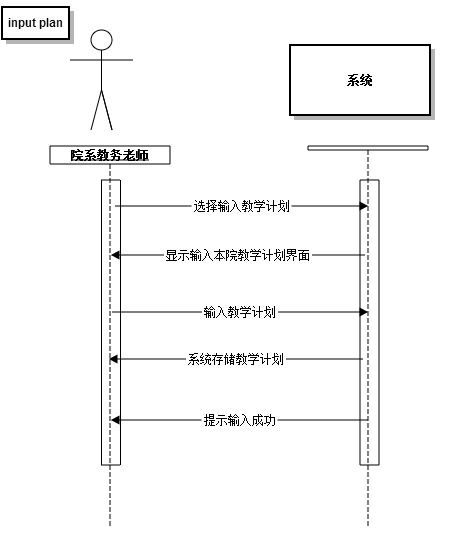 input plan
系统
院系教务老师
选择输入教学计划
显示输入本院教学计划界面
输入教学计划
系统存储教学计划
提示输入成功